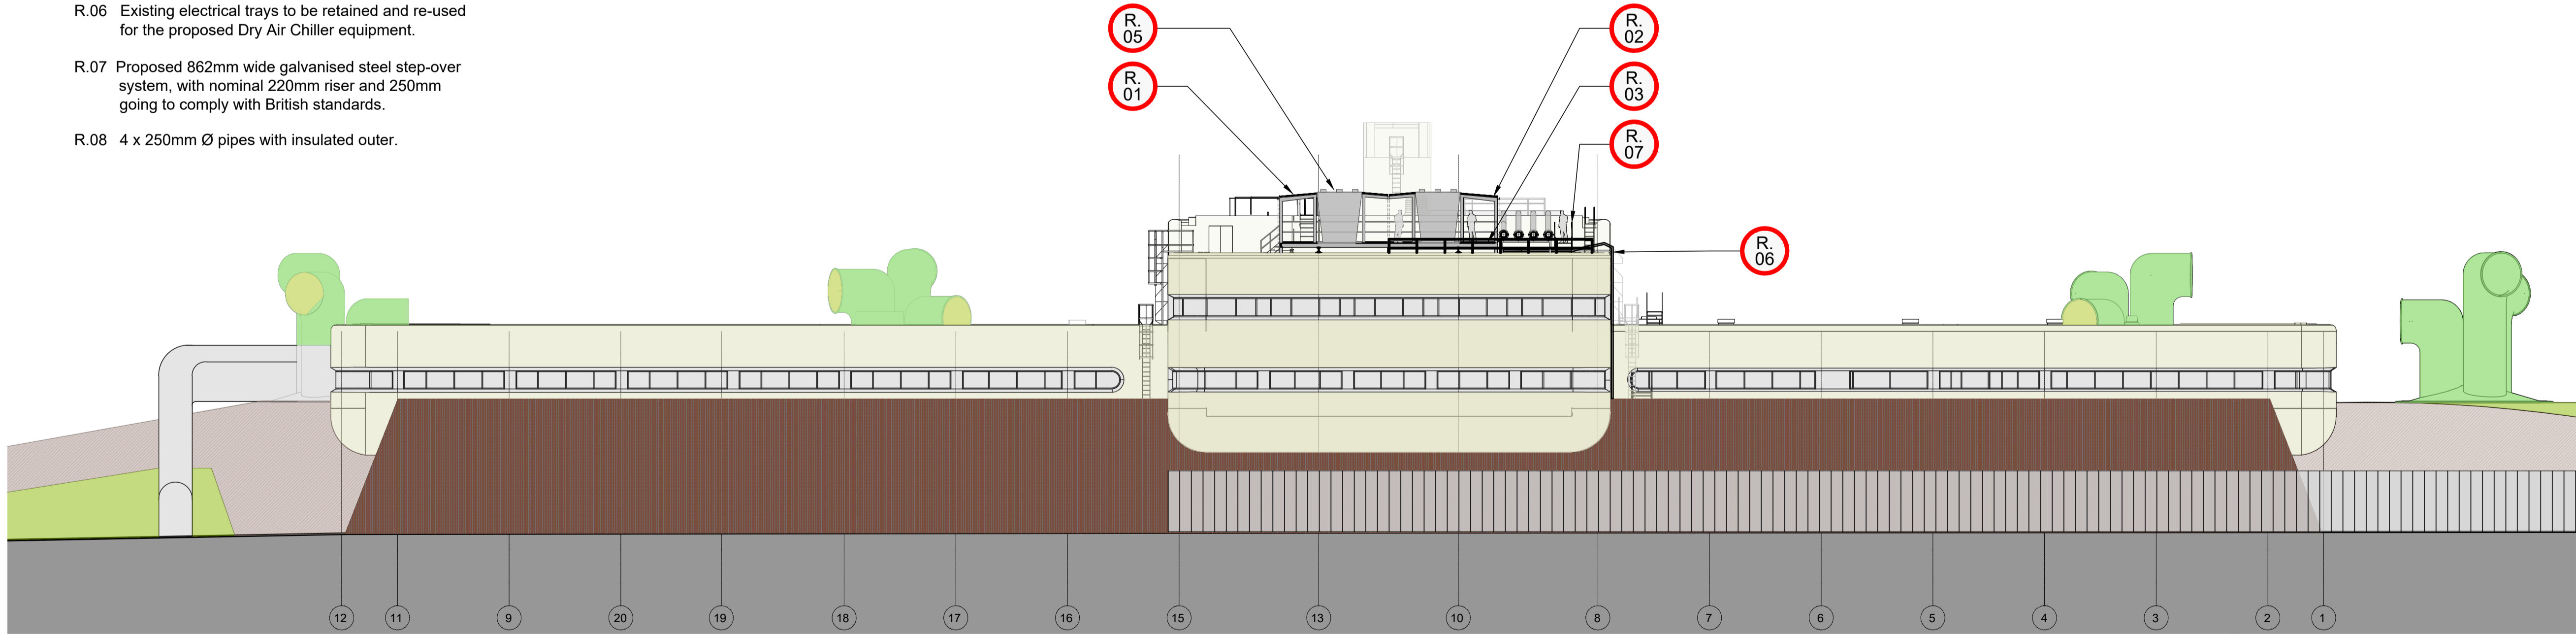 R.06 Existing electrical trays to be retained and re-used
for the proposed Dry Air Chiller equipment.
R.07 Proposed 862mm wide galvanised steel step-over
system, with nominal 220mm riser and 250mm
going to comply with British standards.
R.08 4 x 250mm Ø pipes with insulated outer.
R.
05
R.
02
R.
01
R.
03
R.
07
R.
06
12 11 9 20 19 18 17 16 15 13 10 8 7 6 5 4 3 2 1